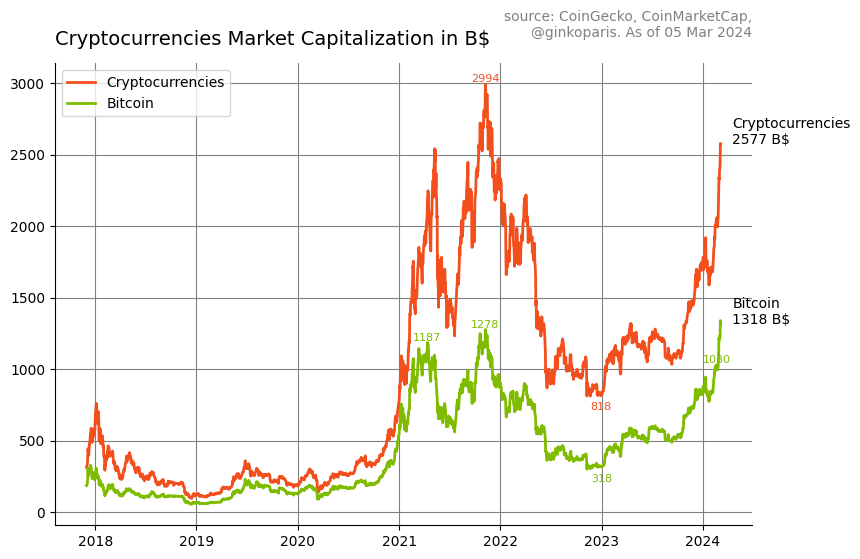 source: CoinGecko, CoinMarketCap,
@ginkoparis. As of 05 Mar 2024
Cryptocurrencies Market Capitalization in B$
Cryptocurrencies
Bitcoin
3000
2500
2000
1500
1000
500
0
2994
1187
1278
818
318
1080
Cryptocurrencies
2577 B$
Bitcoin
1318 B$
2018
2019
2020
2021
2022
2023
2024